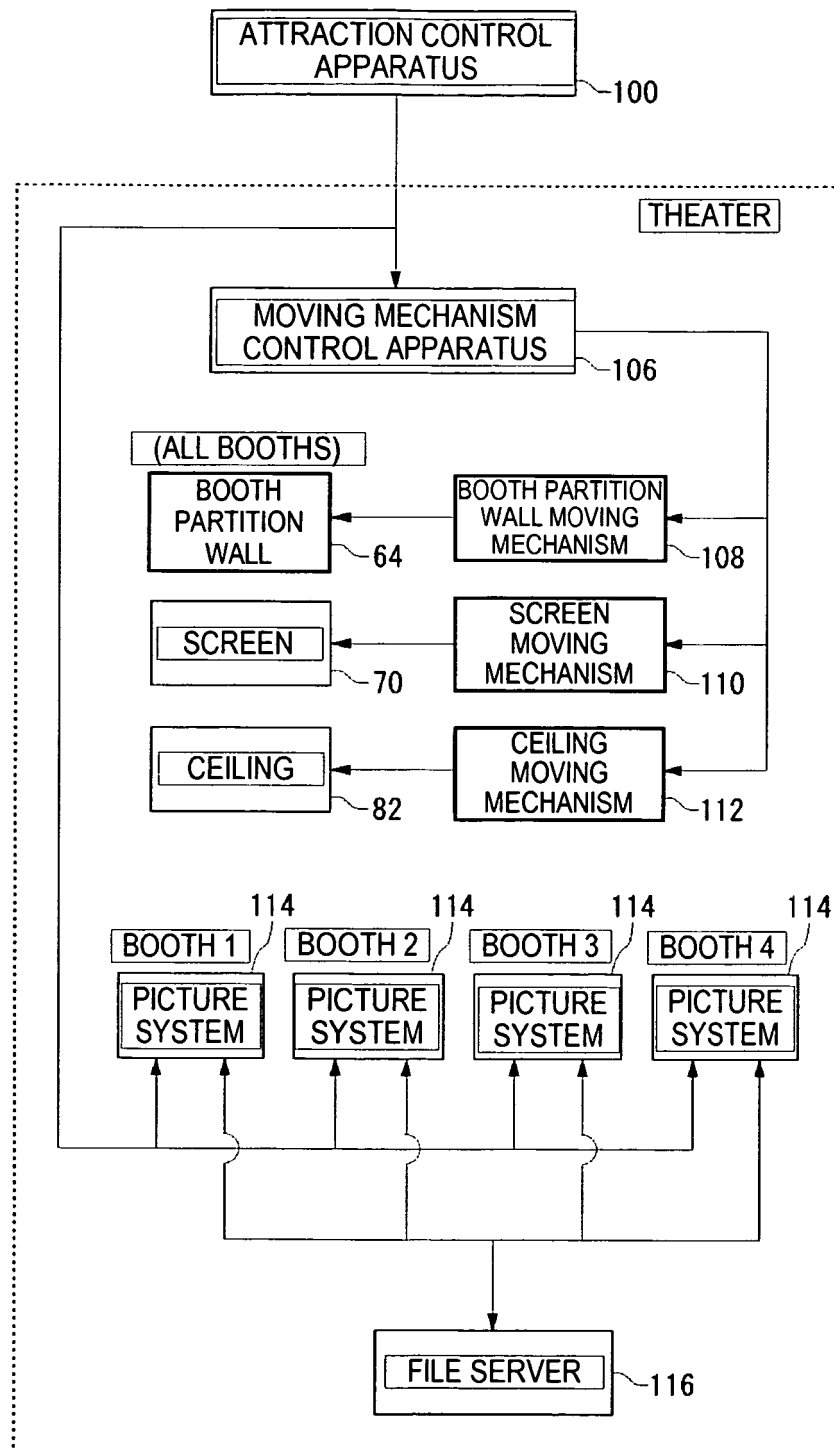 ATTRACTION CONTROL
APPARATUS
100
THEATER
MOVING MECHANISM
CONTROL APPARATUS
106
(ALL BOOTHS)
BOOTH
PARTITION
WALL
64
BOOTH PARTITION
WALL MOVING
MECHANISM
108
SCREEN
70
SCREEN
MOVING
MECHANISM
110
CEILING
82
CEILING
MOVING
MECHANISM
112
BOOTH 1
114
PICTURE
SYSTEM
BOOTH 2
114
PICTURE
SYSTEM
BOOTH 3
114
PICTURE
SYSTEM
BOOTH 4
114
PICTURE
SYSTEM
FILE SERVER
116